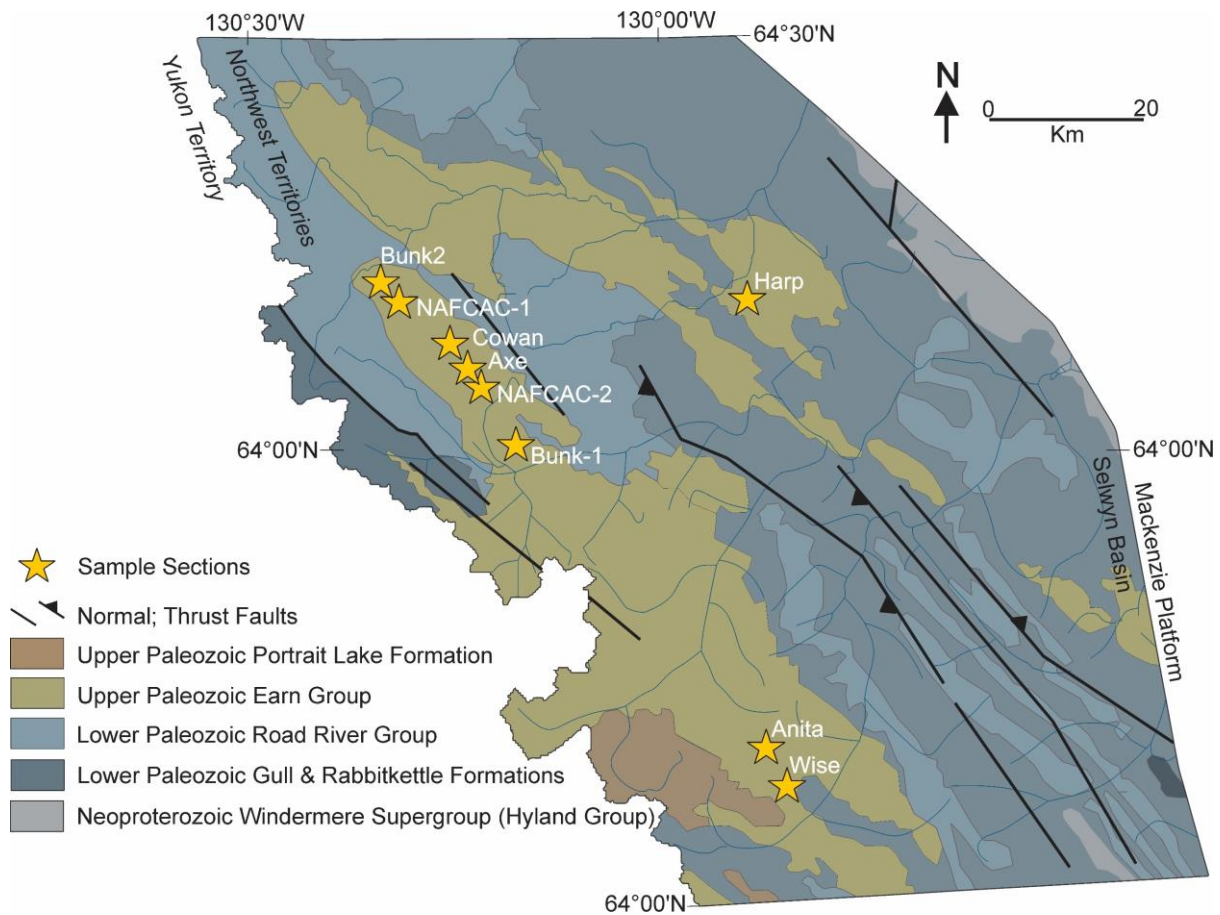 130°30'W
130°00'W
64°30'N
Yukon Territory
Northwest Territories
N
0 20
Km
Bunk2
NAFCAC-1
Harp
Cowan
Axe
NAFCAC-2
64°00'N
Bunk-1
64°00'N
Selwyn Basin
Mackenzie Platform
Sample Sections
Normal; Thrust Faults
Upper Paleozoic Portrait Lake Formation
Upper Paleozoic Earn Group
Lower Paleozoic Road River Group
Lower Paleozoic Gull & Rabbitkettle Formations
Neoproterozoic Windermere Supergroup (Hyland Group)
Anita
Wise
64°00'N